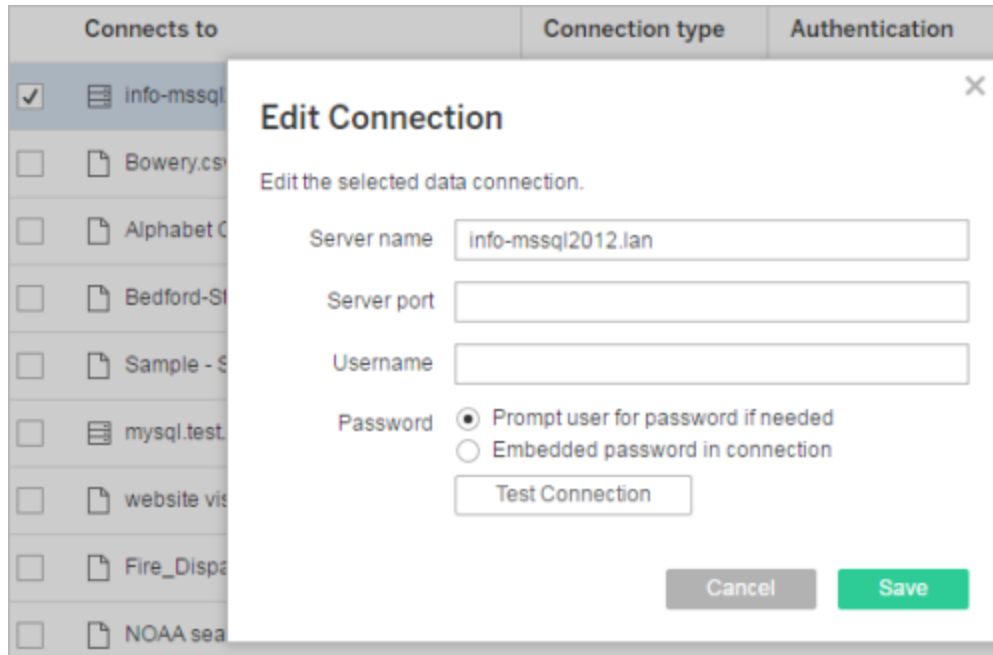 Connects to Connection type Authentication
info-mssql
Edit Connection
Bowery.csv
Edit the selected data connection.
Alphabet
Server name info-mssql2012.lan
Bedford-St
Server port
Sample - S
Username
mysql.test.
Password Prompt user for password if needed
Embedded password in connection
website vis
Test Connection
Fire_Dispa
Cancel Save
NOAA sea